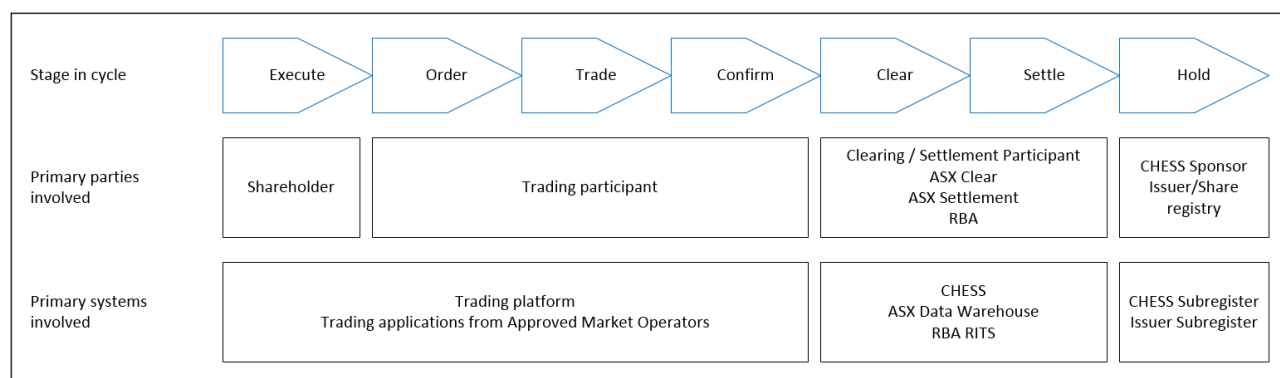 Stage in cycle
Execute
Order
Trade
Confirm
Clear
Settle
Hold
Primary parties
involved
Shareholder
Trading participant
Clearing / Settlement Participant
ASX Clear
ASX Settlement
RBA
CHESS Sponsor
Issuer/Share
registry
Primary systems
involved
Trading platform
Trading applications from Approved Market Operators
CHESS
ASX Data Warehouse
RBA RITS
CHESS Subregister
Issuer Subregister